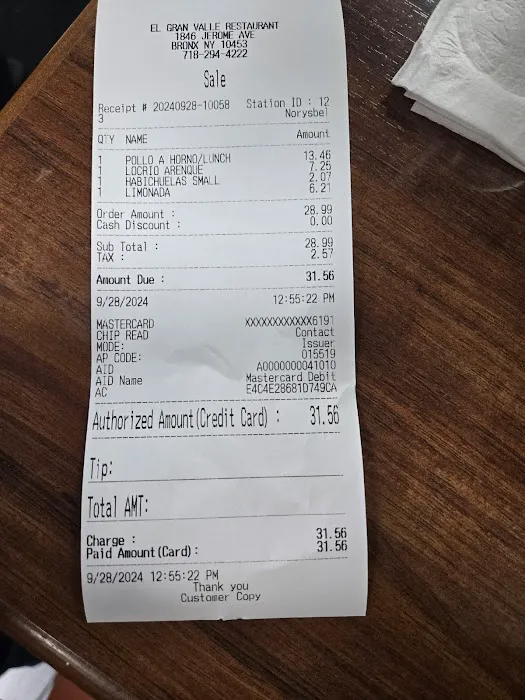 EL GRAN VALLE RESTAURANT
1846 JEROME AVE
BRONX NY 10453
718-294-4222
Sale
Receipt # 20240928-10058 Station ID : 12
3 Norysbel
QTY NAME Amount
1 POLLO A HORNO/LUNCH 13.46
1 LOCRIO ARENQUE 7.25
1 HABICHUELAS SMALL 2.07
1 LIMONADA 6.21
Order Amount : 28.99
Cash Discount : 0.00
Sub Total : 28.99
TAX : 2.57
Amount Due : 31.56
9/28/2024 12:55:22 PM
MASTERCARD XXXXXXXXXXXX6191
CHIP READ Contact
MODE: Issuer
AP CODE: 015519
AID A0000000041010
AID Name Mastercard Debit
AC E4C4E28681D749CA
Authorized Amount(Credit Card) : 31.56
Tip:
Total AMT:
Charge : 31.56
Paid Amount(Card): 31.56
9/28/2024 12:55:22 PM
Thank you
Customer Copy